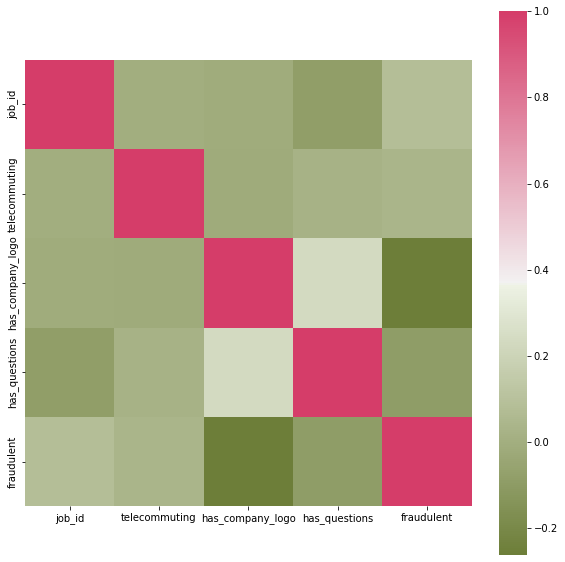 job_id
telecommuting
has_company_logo
has_questions
fraudulent
job_id telecommuting has_company_logo has_questions fraudulent
1.0
0.8
0.6
0.4
0.2
0.0
−0.2